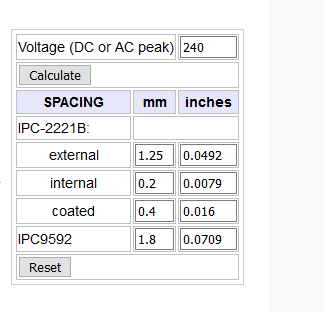 Voltage (DC or AC peak) 240
Calculate
SPACING mm inches
IPC-2221B:
external 1.25 0.0492
internal 0.2 0.0079
coated 0.4 0.016
IPC9592 1.8 0.0709
Reset